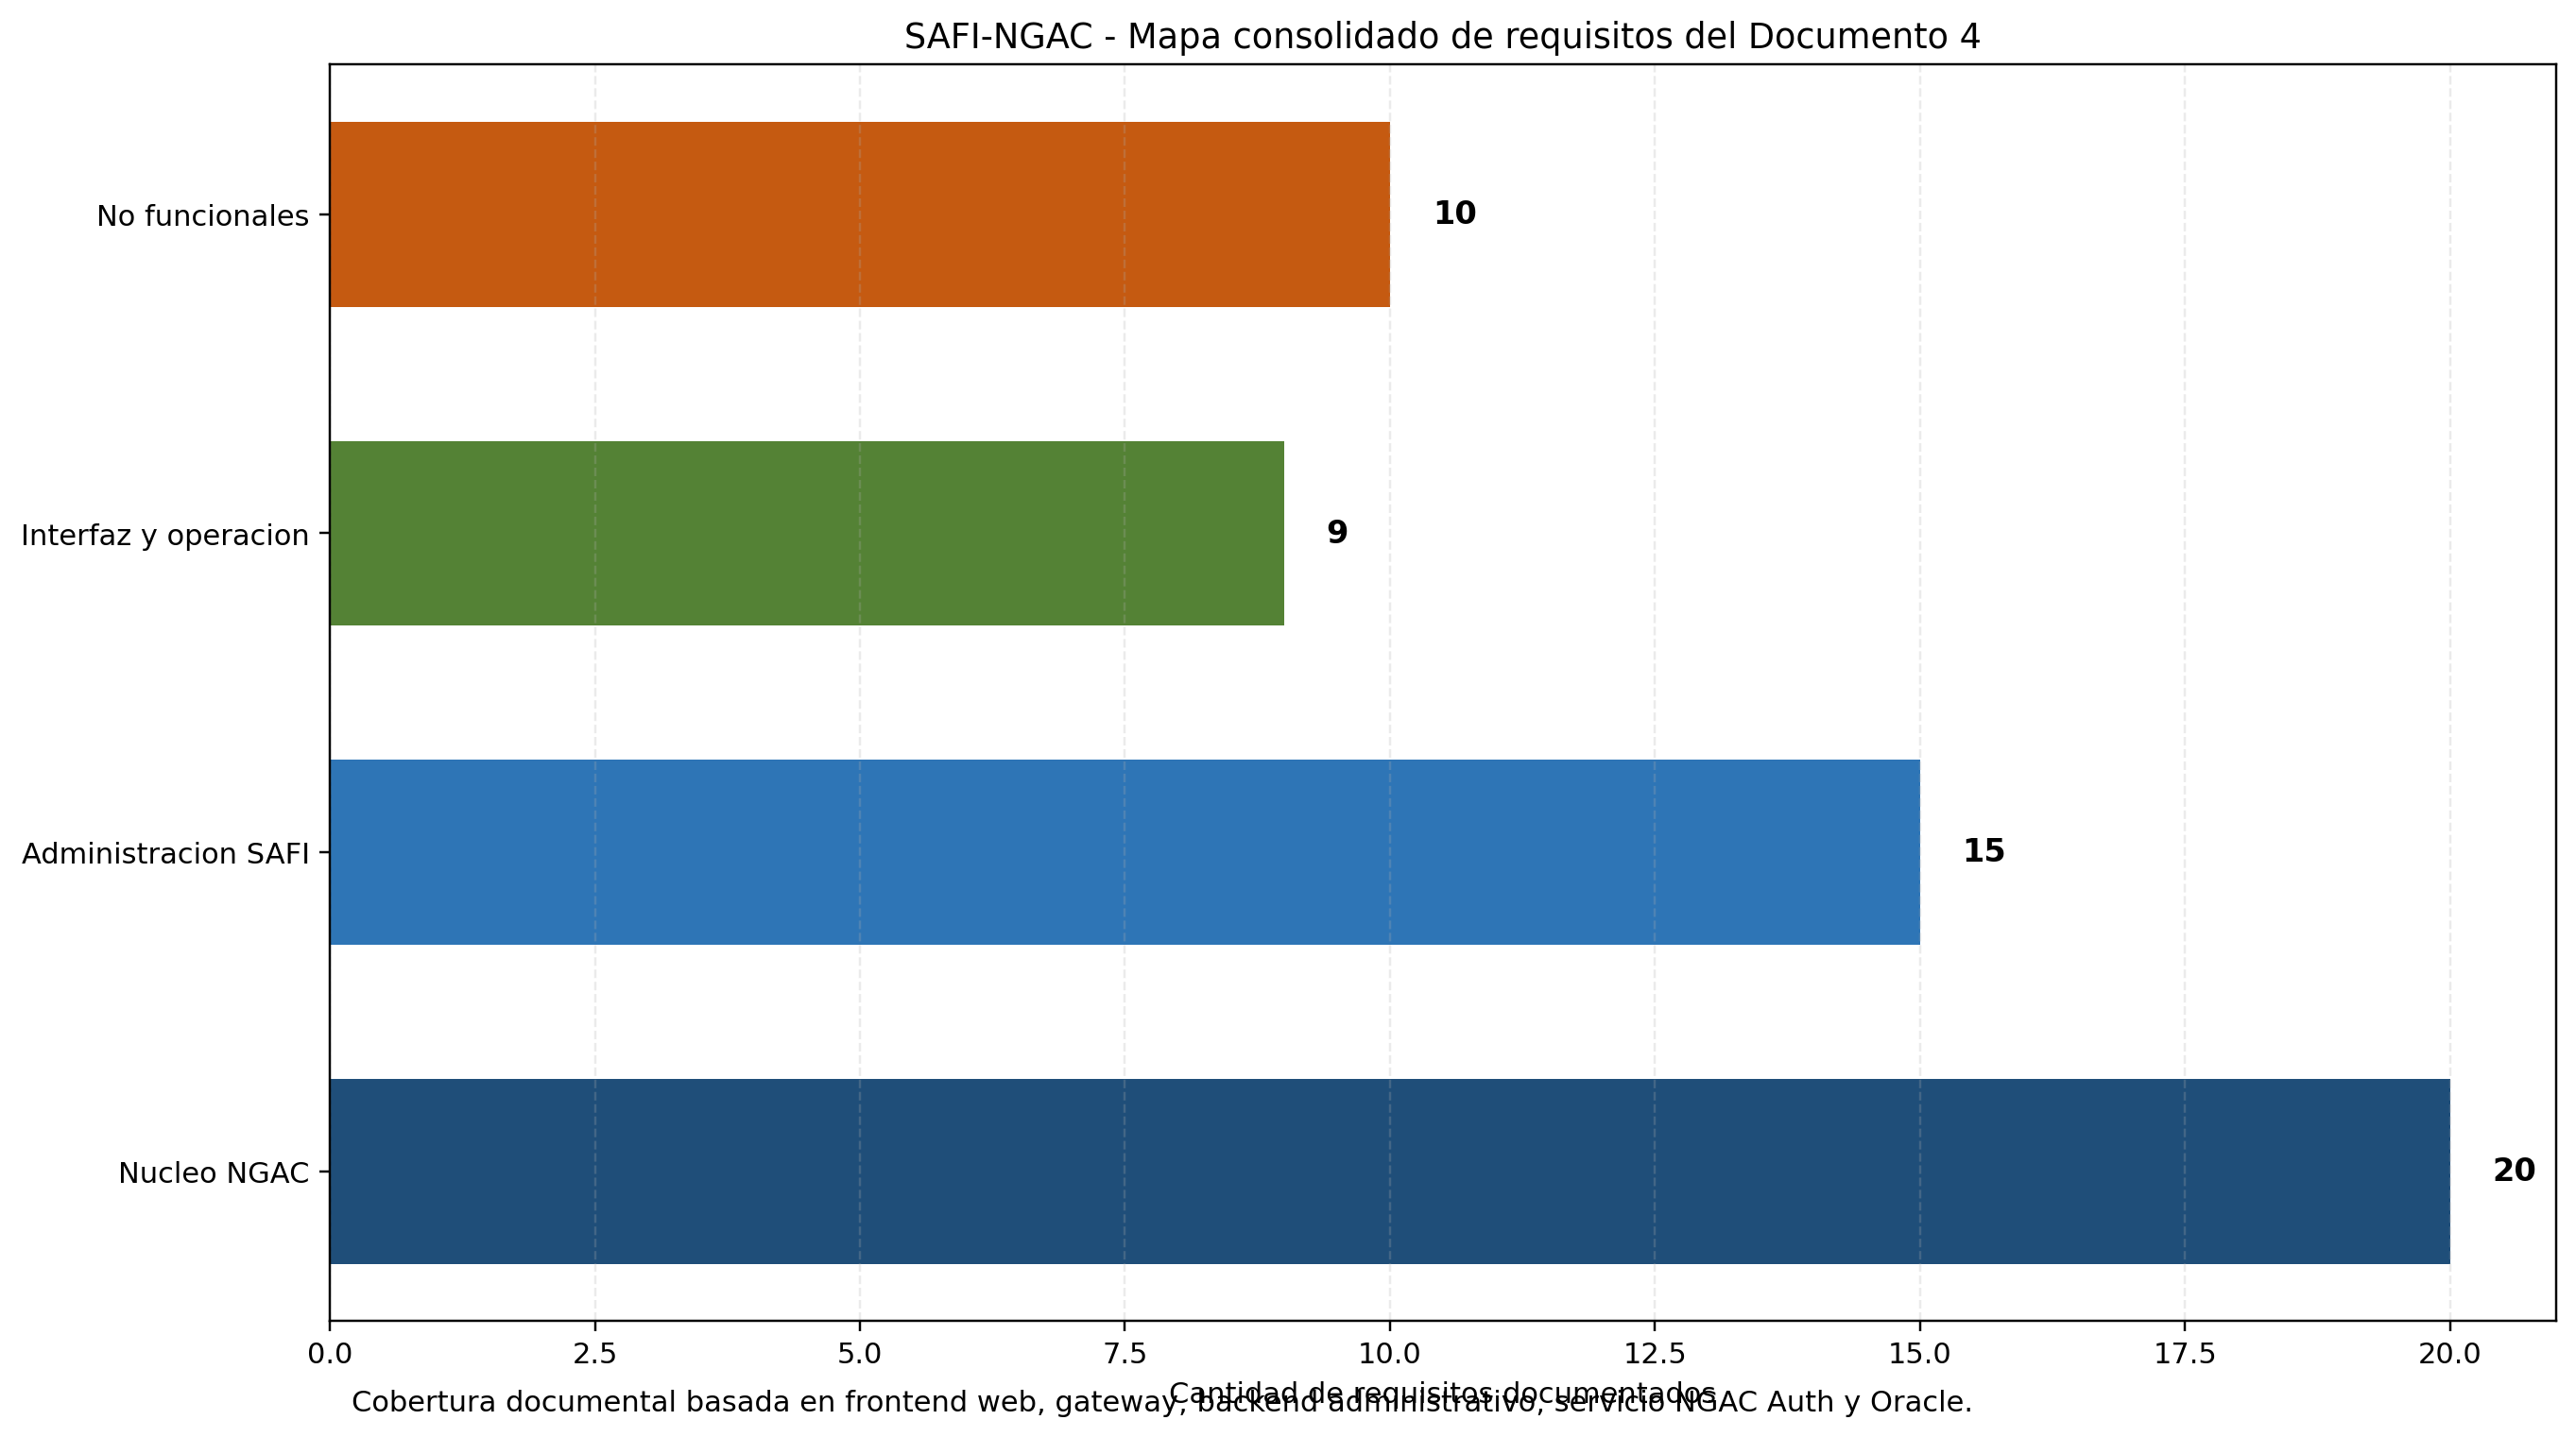 SAFI-NGAC - Mapa consolidado de requisitos del Documento 4
No funcionales
10
Interfaz y operacion
9
Administracion SAFI
15
Nucleo NGAC
20
0.0 2.5 5.0 7.5 10.0 12.5 15.0 17.5 20.0
Cantidad de requisitos documentados
Cobertura documental basada en frontend web, gateway, backend administrativo, servicio NGAC Auth y Oracle.